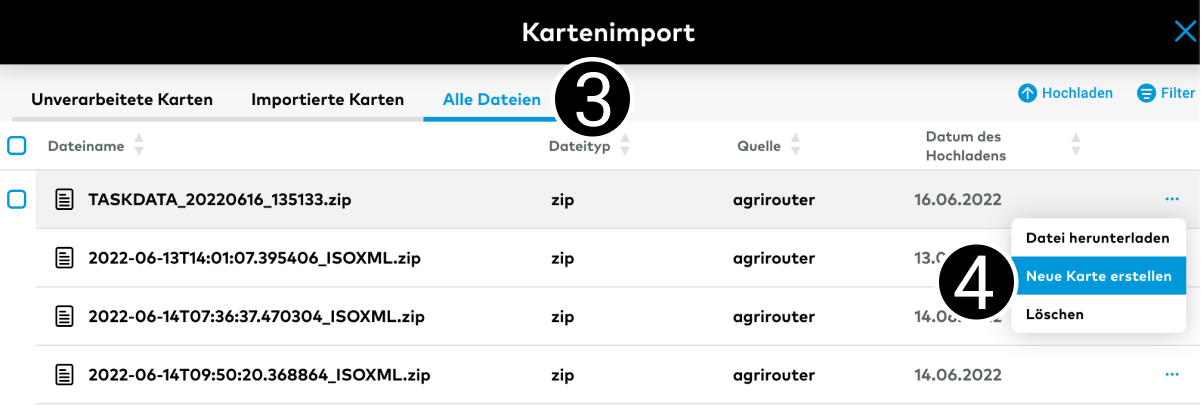 Kartenimport
Unverarbeitete Karten Importierte Karten Alle Dateien 3 Hochladen Filter
Dateiname Dateityp Quelle Datum des Hochladens
TASKDATA_20220616_135133.zip zip agrirouter 16.06.2022 ...
Datei herunterladen
2022-06-13T14:01:07.395406_ISOXML.zip zip agrirouter 13.0
4 Neue Karte erstellen
Löschen
2022-06-14T07:36:37.470304_ISOXML.zip zip agrirouter 14.06.
2022-06-14T09:50:20.368864_ISOXML.zip zip agrirouter 14.06.2022 ...